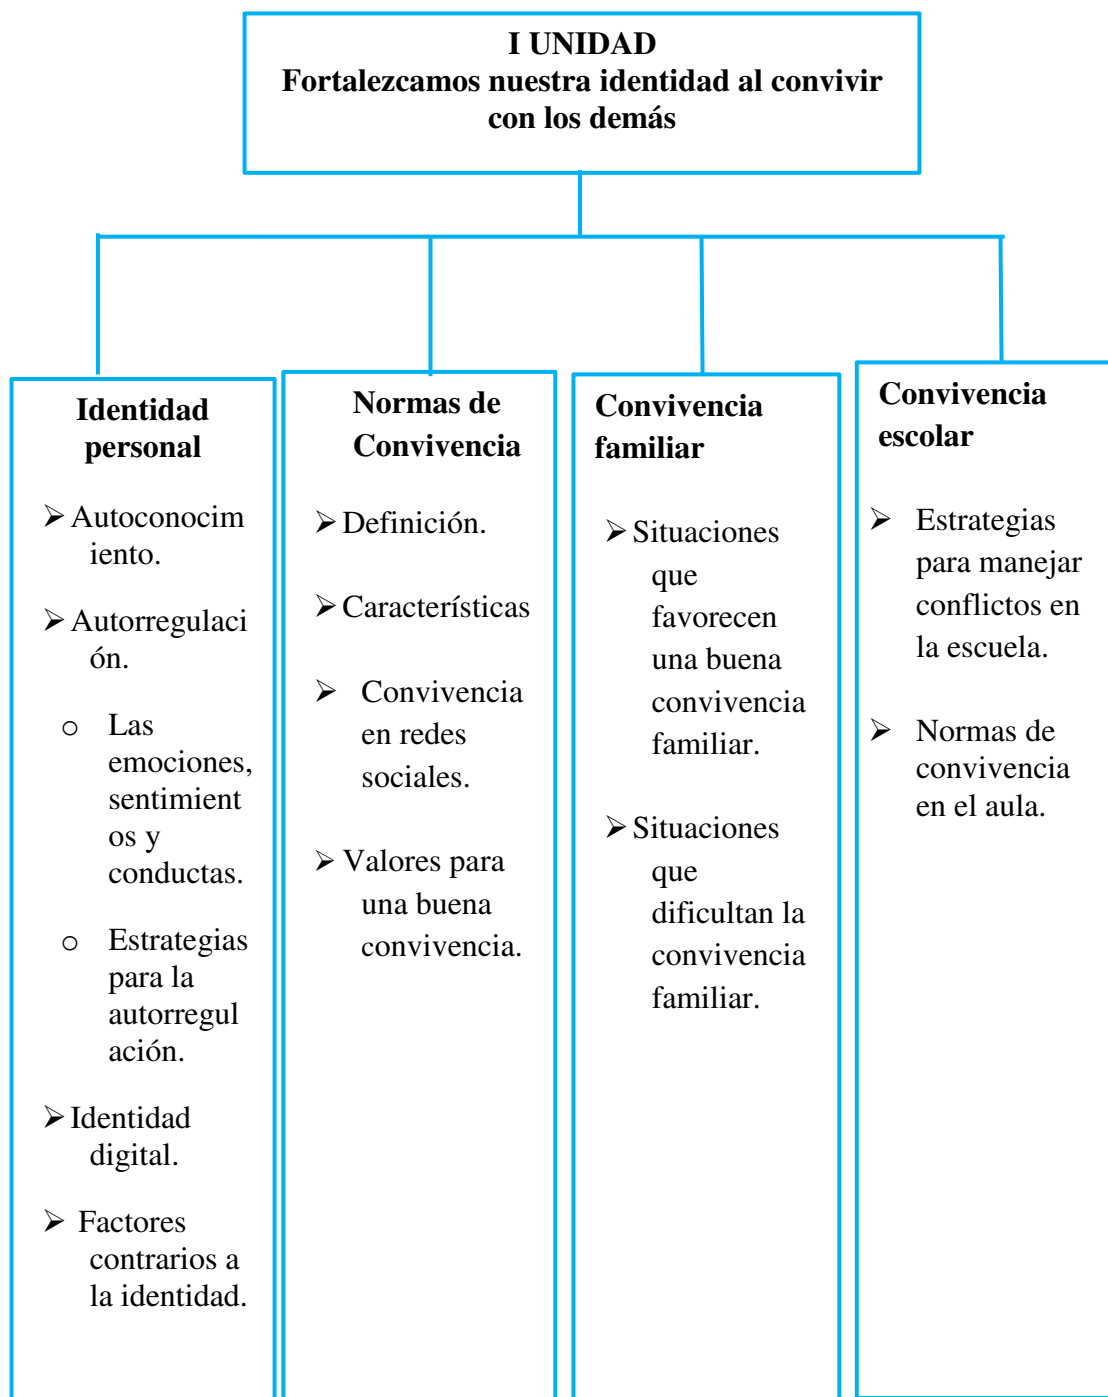 I UNIDAD
Fortalezcamos nuestra identidad al convivir
con los demás
Identidad
personal
➢ Autoconocim
iento.
➢ Autorregulaci
ón.
o Las
emociones,
sentimient
os y
conductas.
o Estrategias
para la
autorregul
ación.
➢ Identidad
digital.
➢ Factores
contrarios a
la identidad.
Normas de
Convivencia
➢ Definición.
➢ Características
➢ Convivencia
en redes
sociales.
➢ Valores para
una buena
convivencia.
Convivencia
familiar
➢ Situaciones
que
favorecen
una buena
convivencia
familiar.
➢ Situaciones
que
dificultan la
convivencia
familiar.
Convivencia
escolar
➢ Estrategias
para manejar
conflictos en
la escuela.
➢ Normas de
convivencia
en el aula.